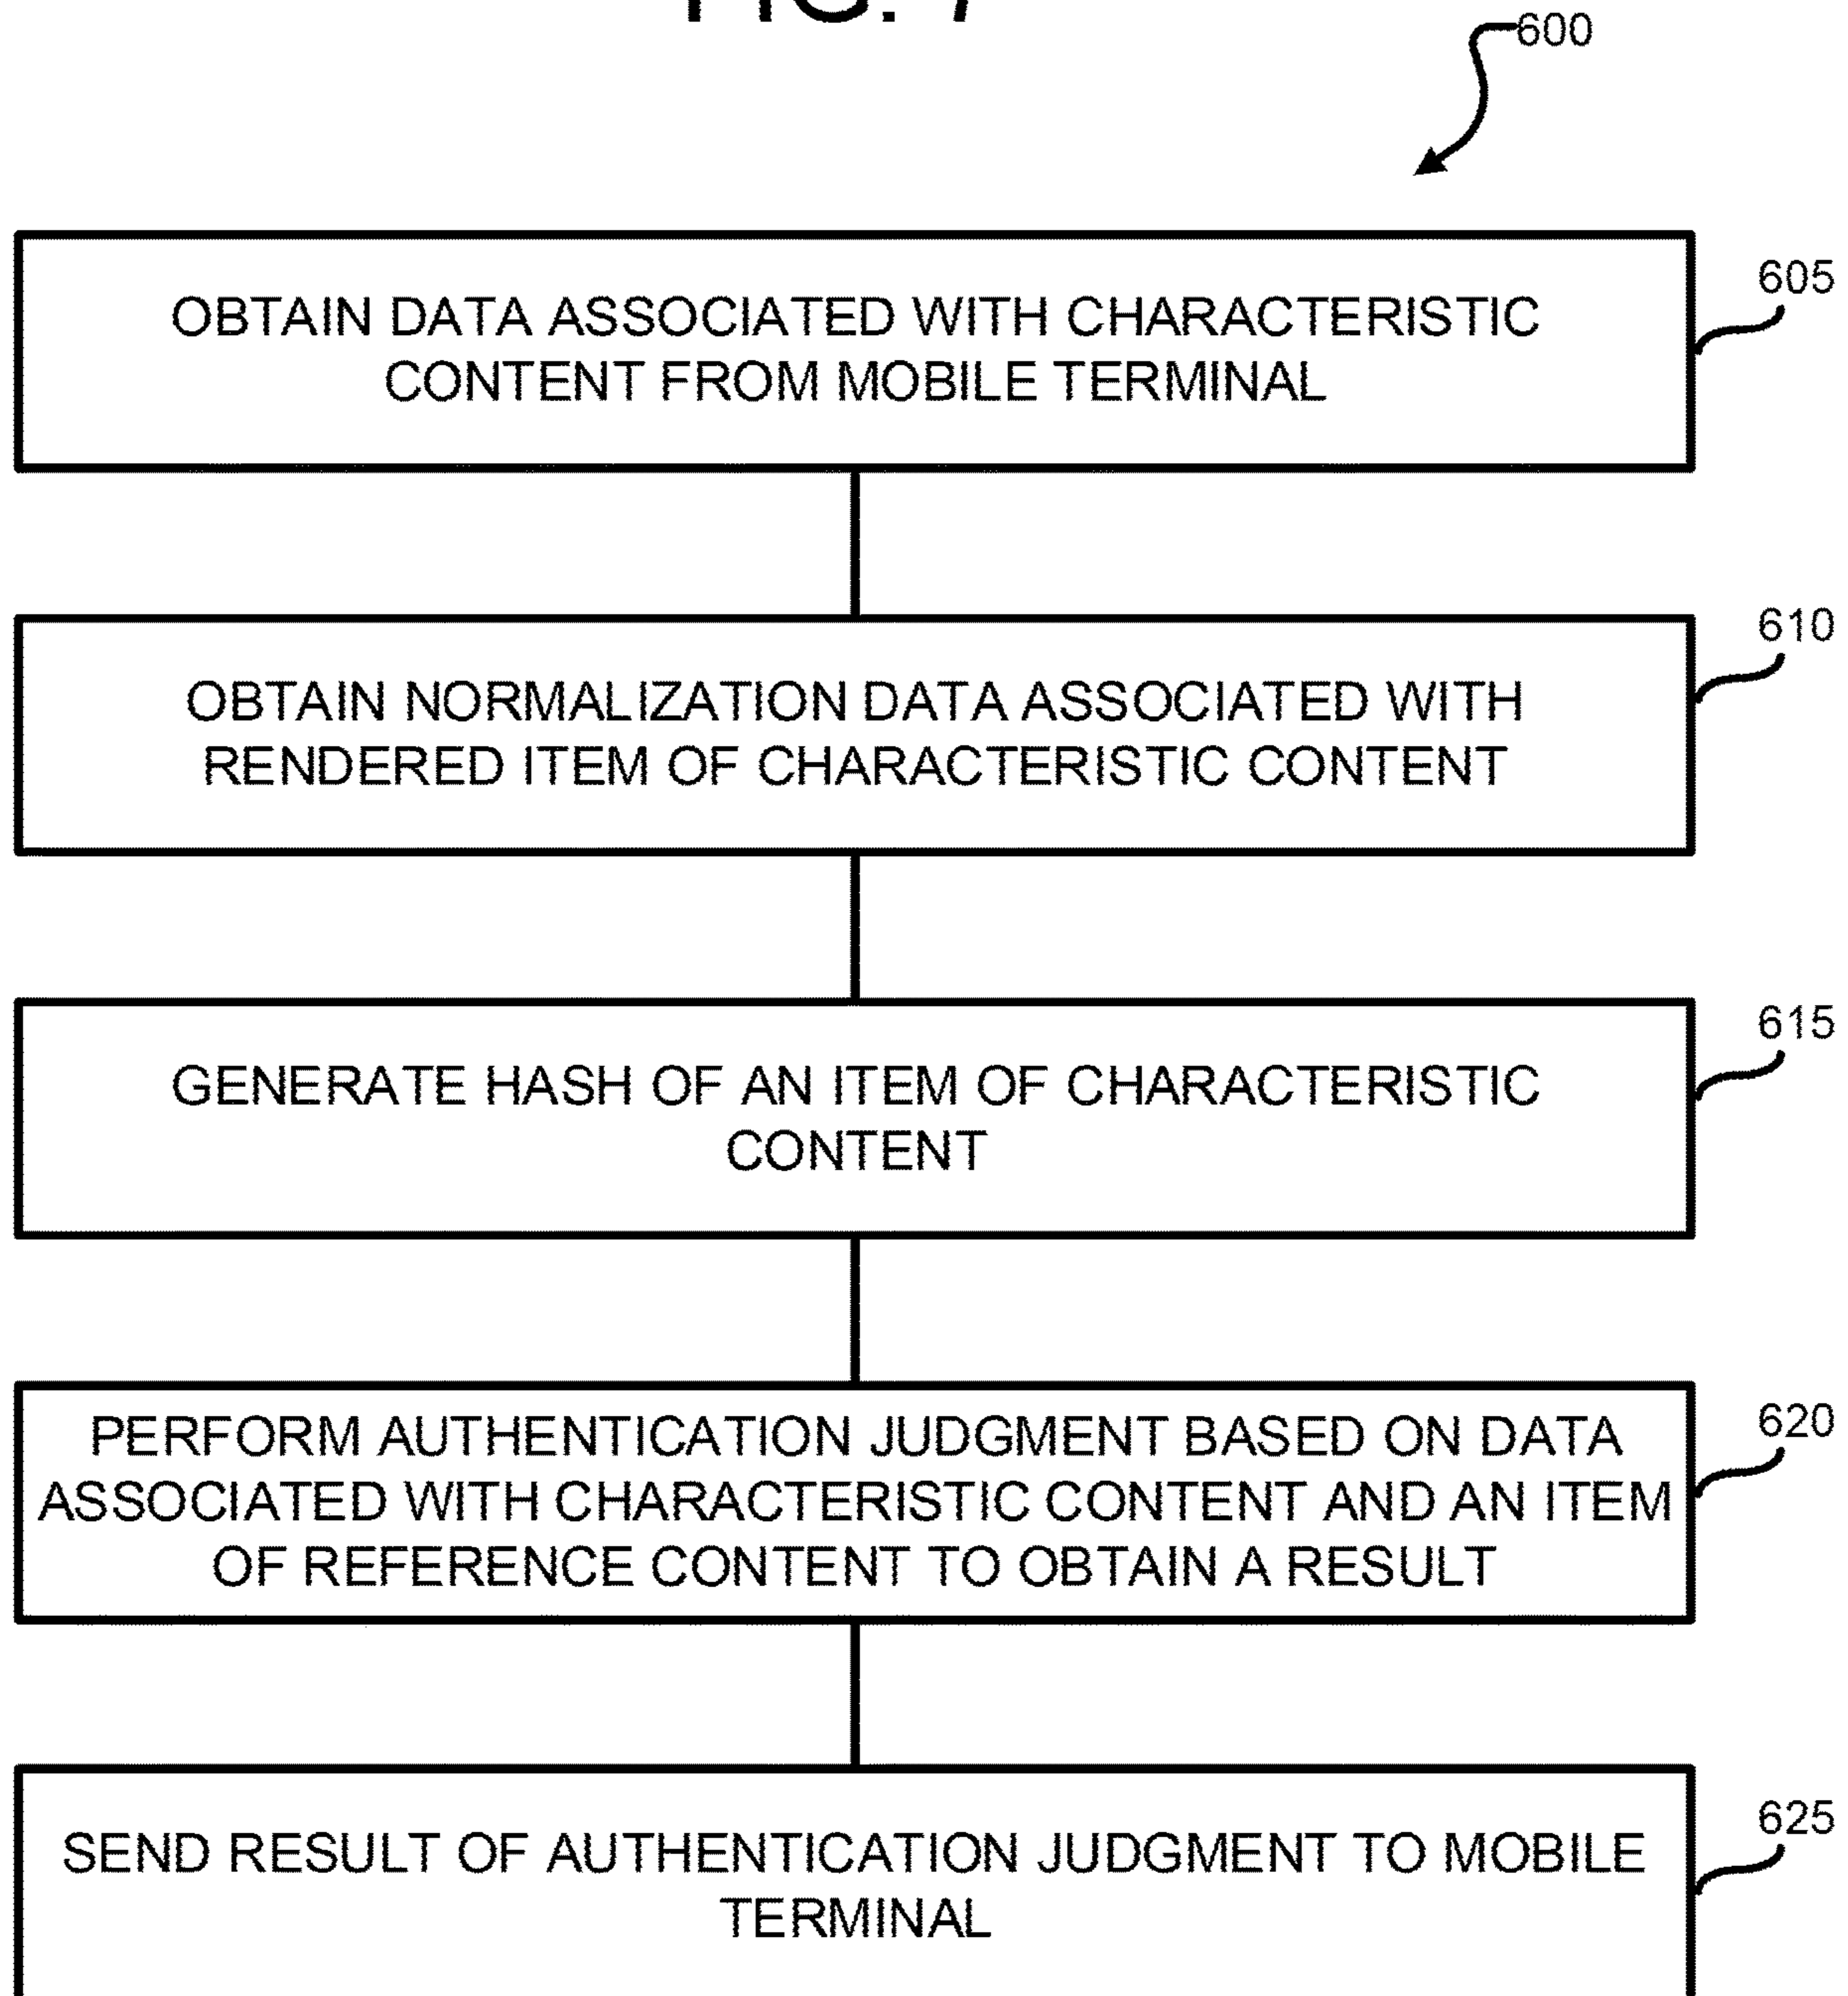 600
OBTAIN DATA ASSOCIATED WITH CHARACTERISTIC
CONTENT FROM MOBILE TERMINAL
605
OBTAIN NORMALIZATION DATA ASSOCIATED WITH
RENDERED ITEM OF CHARACTERISTIC CONTENT
610
GENERATE HASH OF AN ITEM OF CHARACTERISTIC
CONTENT
615
PERFORM AUTHENTICATION JUDGMENT BASED ON DATA
ASSOCIATED WITH CHARACTERISTIC CONTENT AND AN ITEM
OF REFERENCE CONTENT TO OBTAIN A RESULT
620
SEND RESULT OF AUTHENTICATION JUDGMENT TO MOBILE
TERMINAL
625